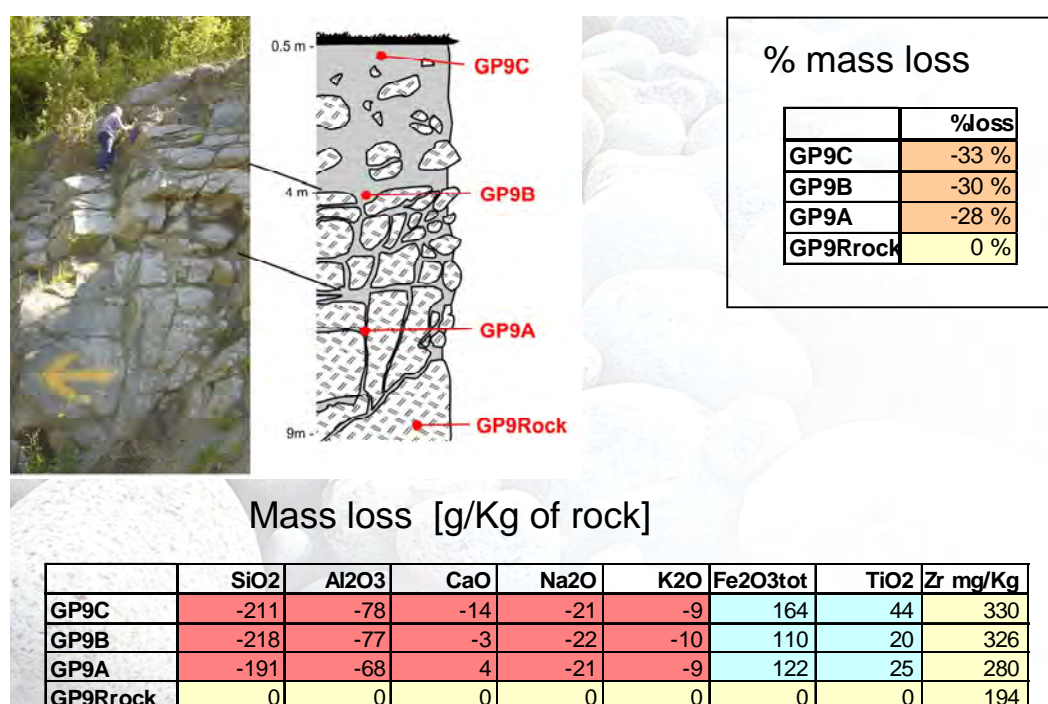 0.5 m -
GP9C
4 m -
GP9B
GP9A
GP9Rock
9m -
% mass loss
%loss
GP9C -33 %
GP9B -30 %
GP9A -28 %
GP9Rrock 0 %
Mass loss [g/Kg of rock]
SiO2 Al2O3 CaO Na2O K2O Fe2O3tot TiO2 Zr mg/Kg
GP9C -211 -78 -14 -21 -9 164 44 330
GP9B -218 -77 -3 -22 -10 110 20 326
GP9A -191 -68 4 -21 -9 122 25 280
GP9Rrock 0 0 0 0 0 0 0 194